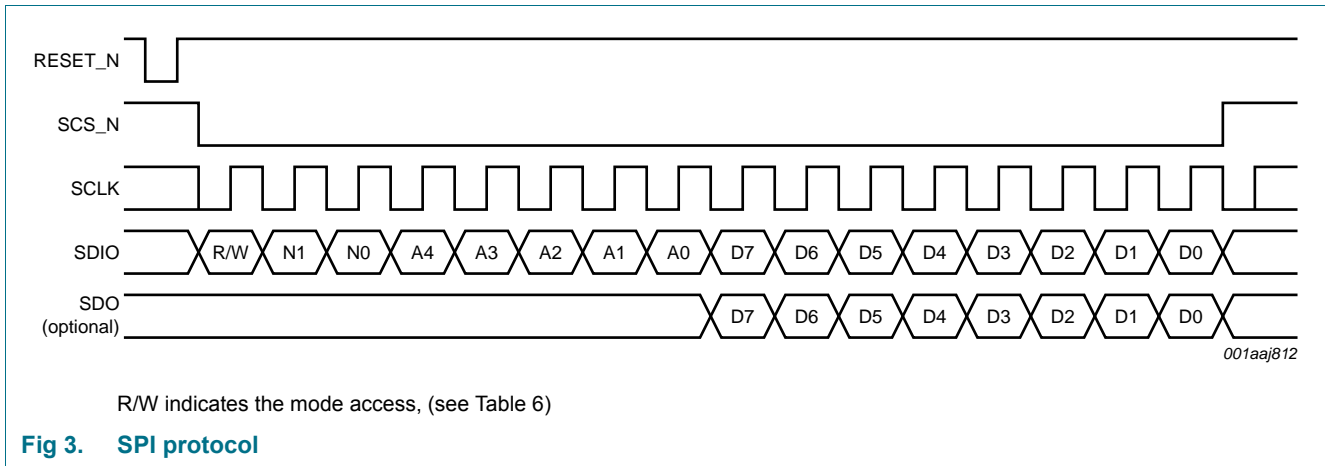 RESET_N
SCS_N
SCLK
SDIO R/W N1 N0 A4 A3 A2 A1 A0 D7 D6 D5 D4 D3 D2 D1 D0
SDO D7 D6 D5 D4 D3 D2 D1 D0
(optional)
001aaj812
R/W indicates the mode access, (see Table 6)
Fig 3. SPI protocol